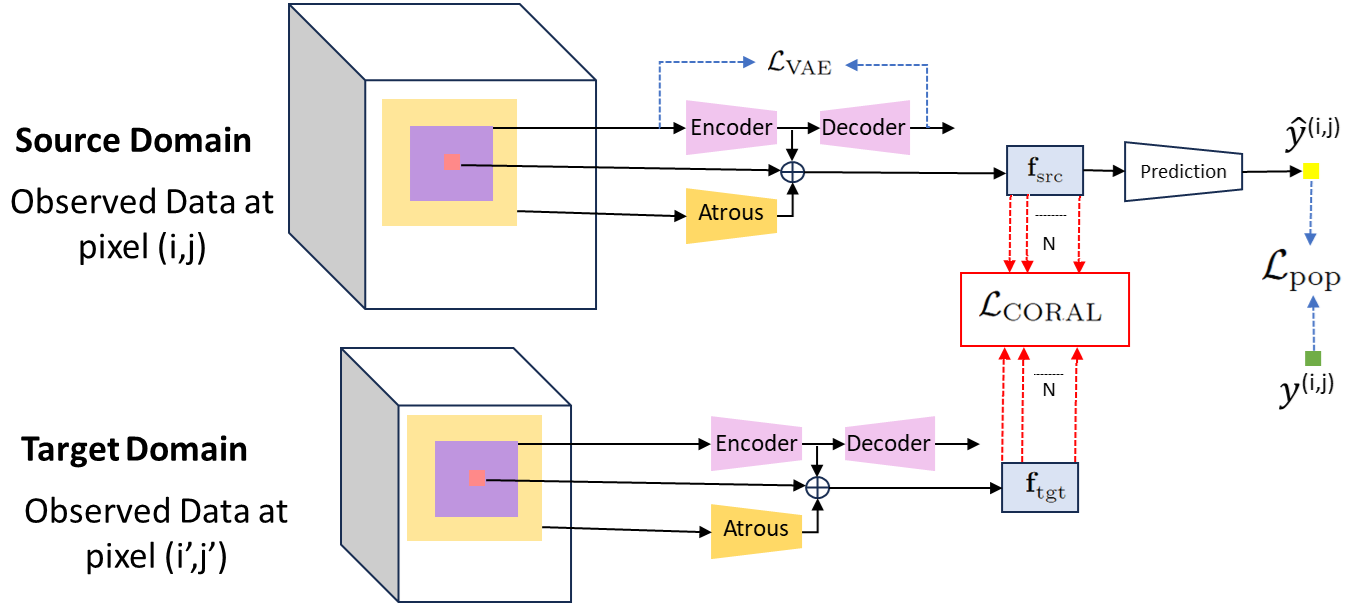 Source Domain
Observed Data at
pixel (i,j)
ℒ_VAE
Encoder
Decoder
Atrous
f_src
Prediction
ŷ^(i,j)
N
ℒ_pop
ℒ_CORAL
y^(i,j)
N
Target Domain
Observed Data at
pixel (i’,j’)
Encoder
Decoder
Atrous
f_tgt